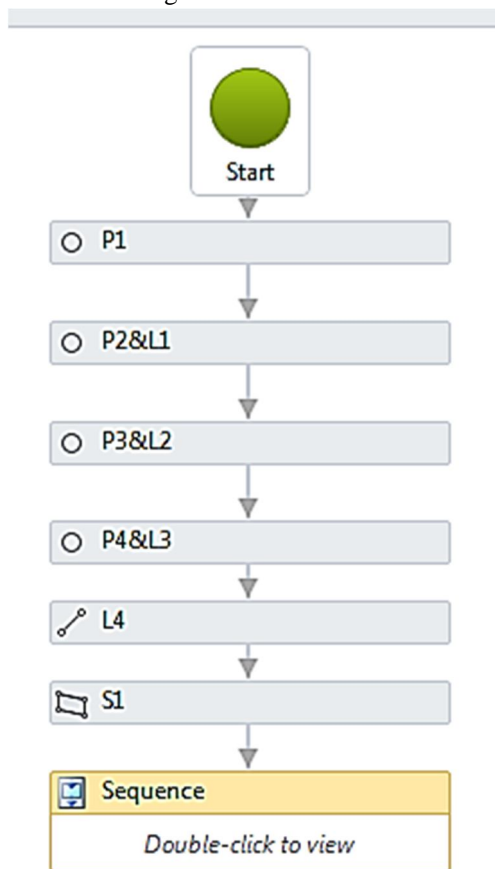 Start
P1
P2&L1
P3&L2
P4&L3
L4
S1
Sequence
Double-click to view